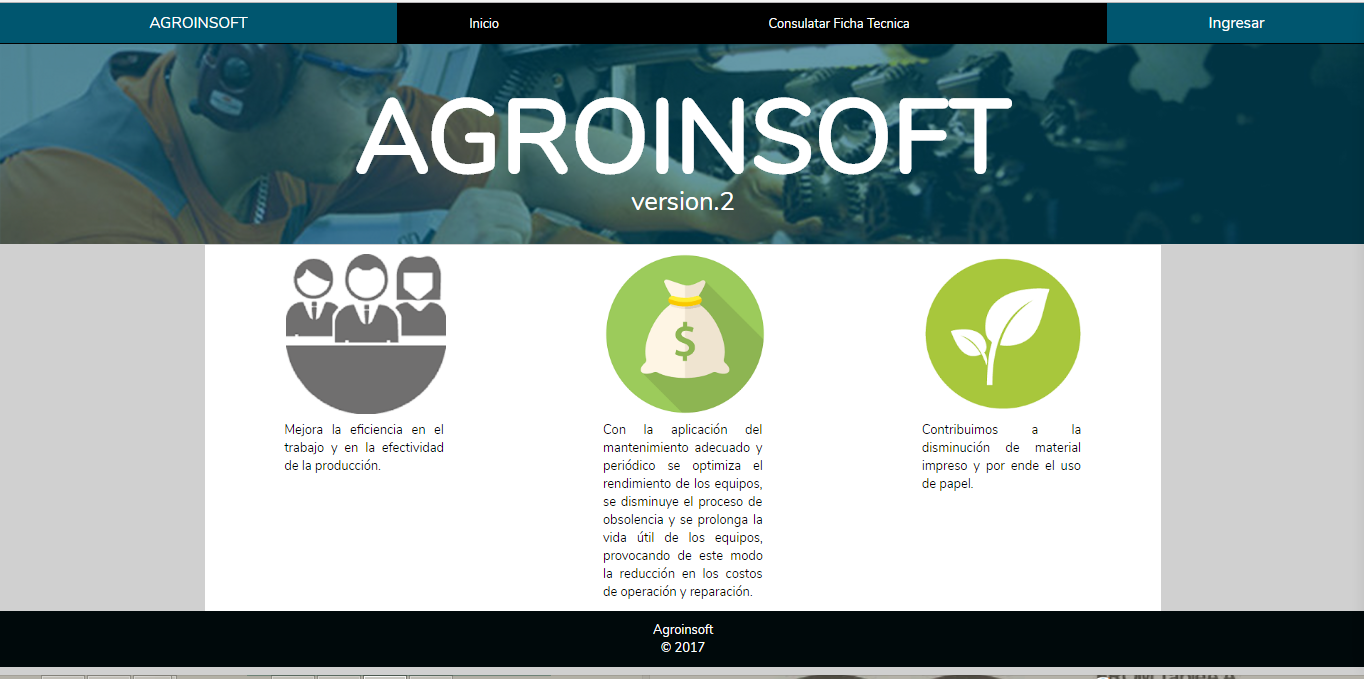 AGROINSOFT
Inicio
Consulatar Ficha Tecnica
Ingresar
AGROINSOFT
version.2
$
Mejora la eficiencia en el
trabajo y en la efectividad
de la producción.
Con la aplicación del
mantenimiento adecuado y
periódico se optimiza el
rendimiento de los equipos,
se disminuye el proceso de
obsolencia y se prolonga la
vida útil de los equipos,
provocando de este modo
la reducción en los costos
de operación y reparación.
Contribuimos a la
disminución de material
impreso y por ende el uso
de papel.
Agroinsoft
© 2017